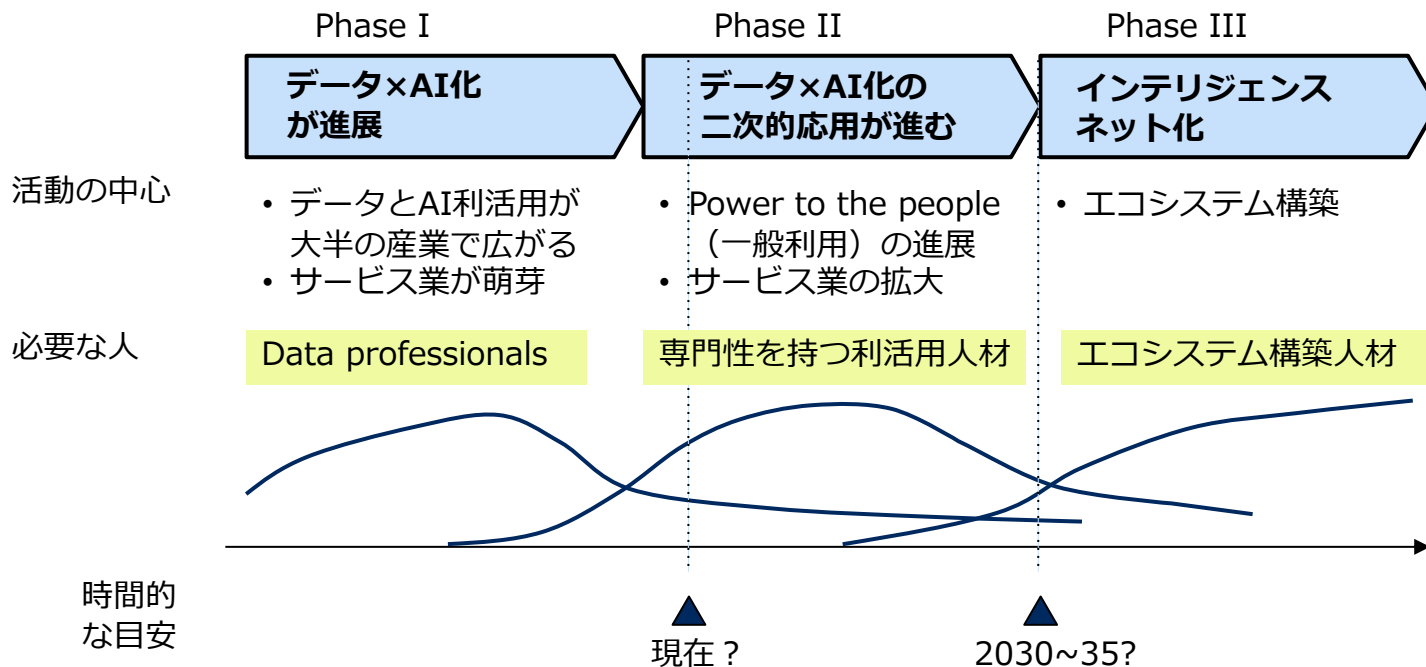 Phase I
Phase II
Phase III
データ×AI化
が進展
データ×AI化の
二次的応用が進む
インテリジェンス
ネット化
活動の中心
• データとAI利活用が
大半の産業で広がる
• サービス業が萌芽
• Power to the people
（一般利用）の進展
• サービス業の拡大
• エコシステム構築
必要な人
Data professionals
専門性を持つ利活用人材
エコシステム構築人材
時間的
な目安
現在？
2030~35?